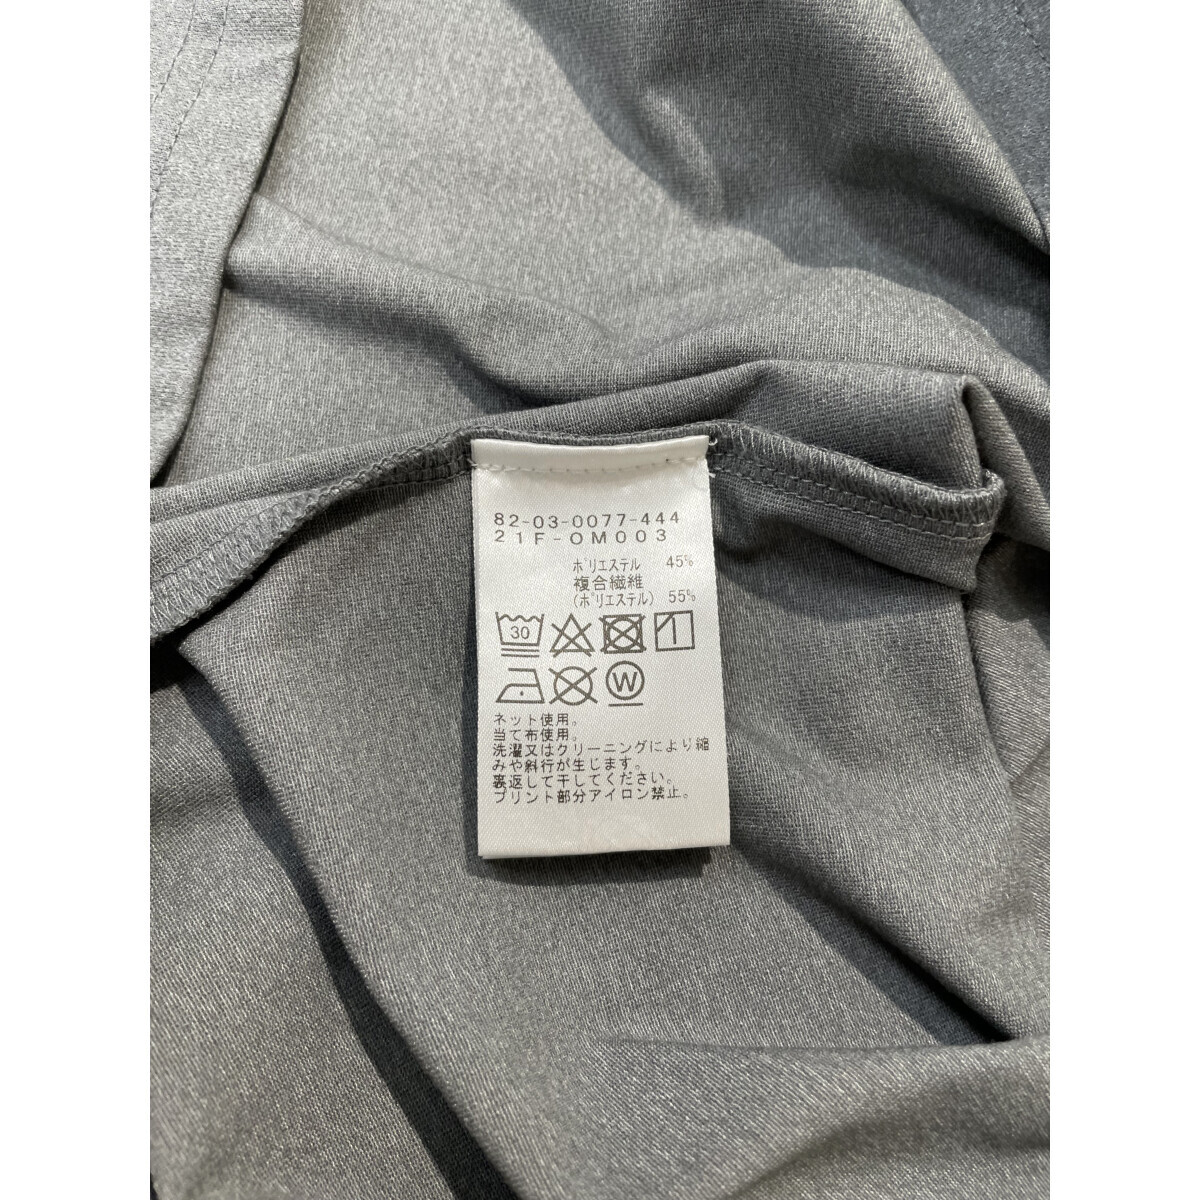 82-03-0077-444
21F-OM003
ポリエステル 45%
複合繊維
(ポリエステル) 55%
30
W
ネット使用。
当て布使用。
洗濯又はクリーニングにより縮
みや斜行が生じます。
裏返して干してください。
プリント部分アイロン禁止。